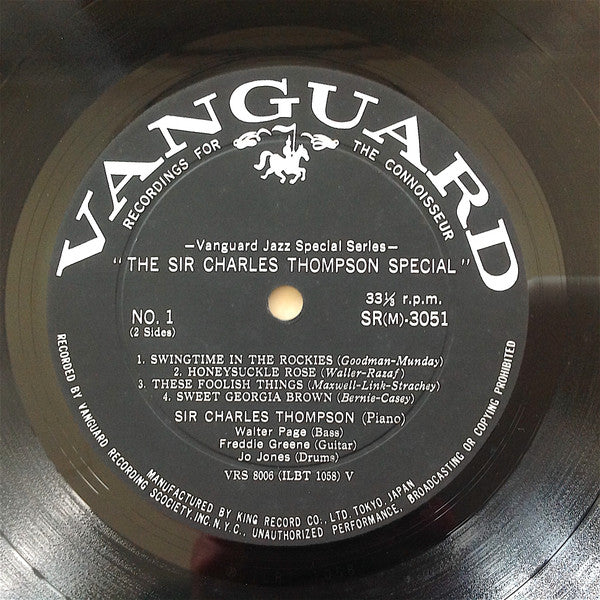 VANGUARD
RECORDINGS FOR THE CONNOISSEUR
—Vanguard Jazz Special Series—
"THE SIR CHARLES THOMPSON SPECIAL"
NO. 1
(2 Sides)
33⅓ r.p.m.
SR(M)-3051
1. SWINGTIME IN THE ROCKIES (Goodman-Munday)
2. HONEYSUCKLE ROSE (Waller-Razaf)
3. THESE FOOLISH THINGS (Maxwell-Link-Strachey)
4. SWEET GEORGIA BROWN (Bernie-Casey)
SIR CHARLES THOMPSON (Piano)
Walter Page (Bass)
Freddie Greene (Guitar)
Jo Jones (Drums)
VRS 8006 (ILBT 1058) V
MANUFACTURED BY KING RECORD CO., LTD. TOKYO, JAPAN
RECORDED BY VANGUARD RECORDING SCOCIETY, INC. N.Y.C., UNAUTHORIZED PERFORMANCE, BROADCASTING OR COPYING PROHIBITED